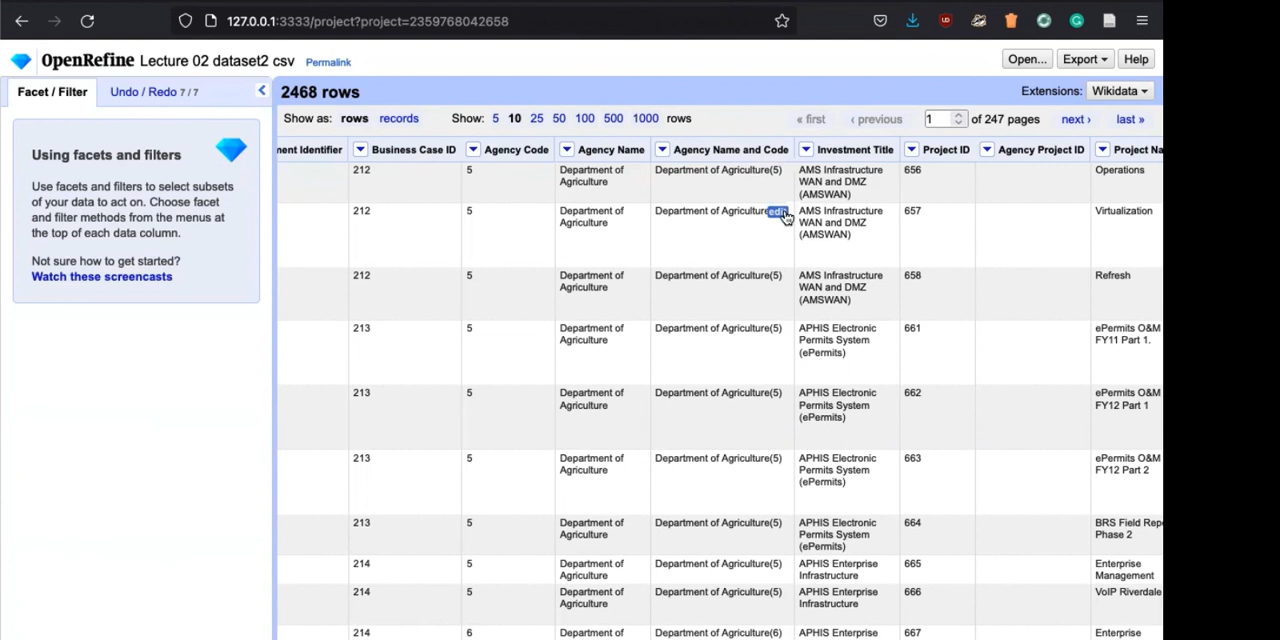 127.0.0.1:3333/project?project=2359768042658
OpenRefine Lecture 02 dataset2 csv Permalink
Open... Export Help
Facet / Filter Undo / Redo 7 / 7
2468 rows
Extensions: Wikidata
Show as: rows records Show: 5 10 25 50 100 500 1000 rows
« first ‹ previous 1 of 247 pages next › last »
Using facets and filters
Use facets and filters to select subsets
of your data to act on. Choose facet
and filter methods from the menus at
the top of each data column.
Not sure how to get started?
Watch these screencasts
ment Identifier Business Case ID Agency Code Agency Name Agency Name and Code Investment Title Project ID Agency Project ID Project Na
212 5 Department of Department of Agriculture(5) AMS Infrastructure 656 Operations
Agriculture WAN and DMZ
(AMSWAN)
212 5 Department of Department of Agriculture edit AMS Infrastructure 657 Virtualization
Agriculture WAN and DMZ
(AMSWAN)
212 5 Department of Department of Agriculture(5) AMS Infrastructure 658 Refresh
Agriculture WAN and DMZ
(AMSWAN)
213 5 Department of Department of Agriculture(5) APHIS Electronic 661 ePermits O&M
Agriculture Permits System FY11 Part 1.
(ePermits)
213 5 Department of Department of Agriculture(5) APHIS Electronic 662 ePermits O&M
Agriculture Permits System FY12 Part 1
(ePermits)
213 5 Department of Department of Agriculture(5) APHIS Electronic 663 ePermits O&M
Agriculture Permits System FY12 Part 2
(ePermits)
213 5 Department of Department of Agriculture(5) APHIS Electronic 664 BRS Field Rep
Agriculture Permits System Phase 2
(ePermits)
214 5 Department of Department of Agriculture(5) APHIS Enterprise 665 Enterprise
Agriculture Infrastructure Management
214 5 Department of Department of Agriculture(5) APHIS Enterprise 666 VoIP Riverdale
Agriculture Infrastructure
214 6 Department of Department of Agriculture(6) APHIS Enterprise 667 Enterprise